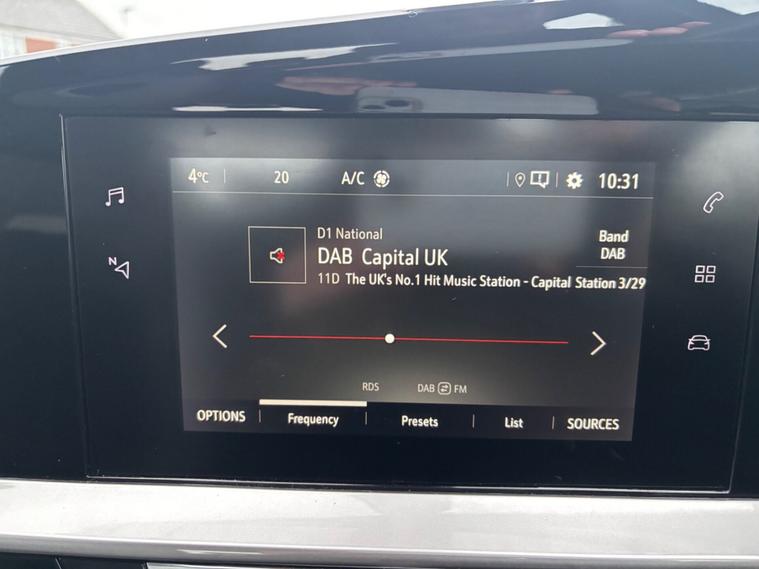 4°C 20 A/C 10:31
D1 National
Band
DAB Capital UK
DAB
11D The UK's No.1 Hit Music Station - Capital Station 3/29
N
RDS DAB FM
OPTIONS Frequency Presets List SOURCES